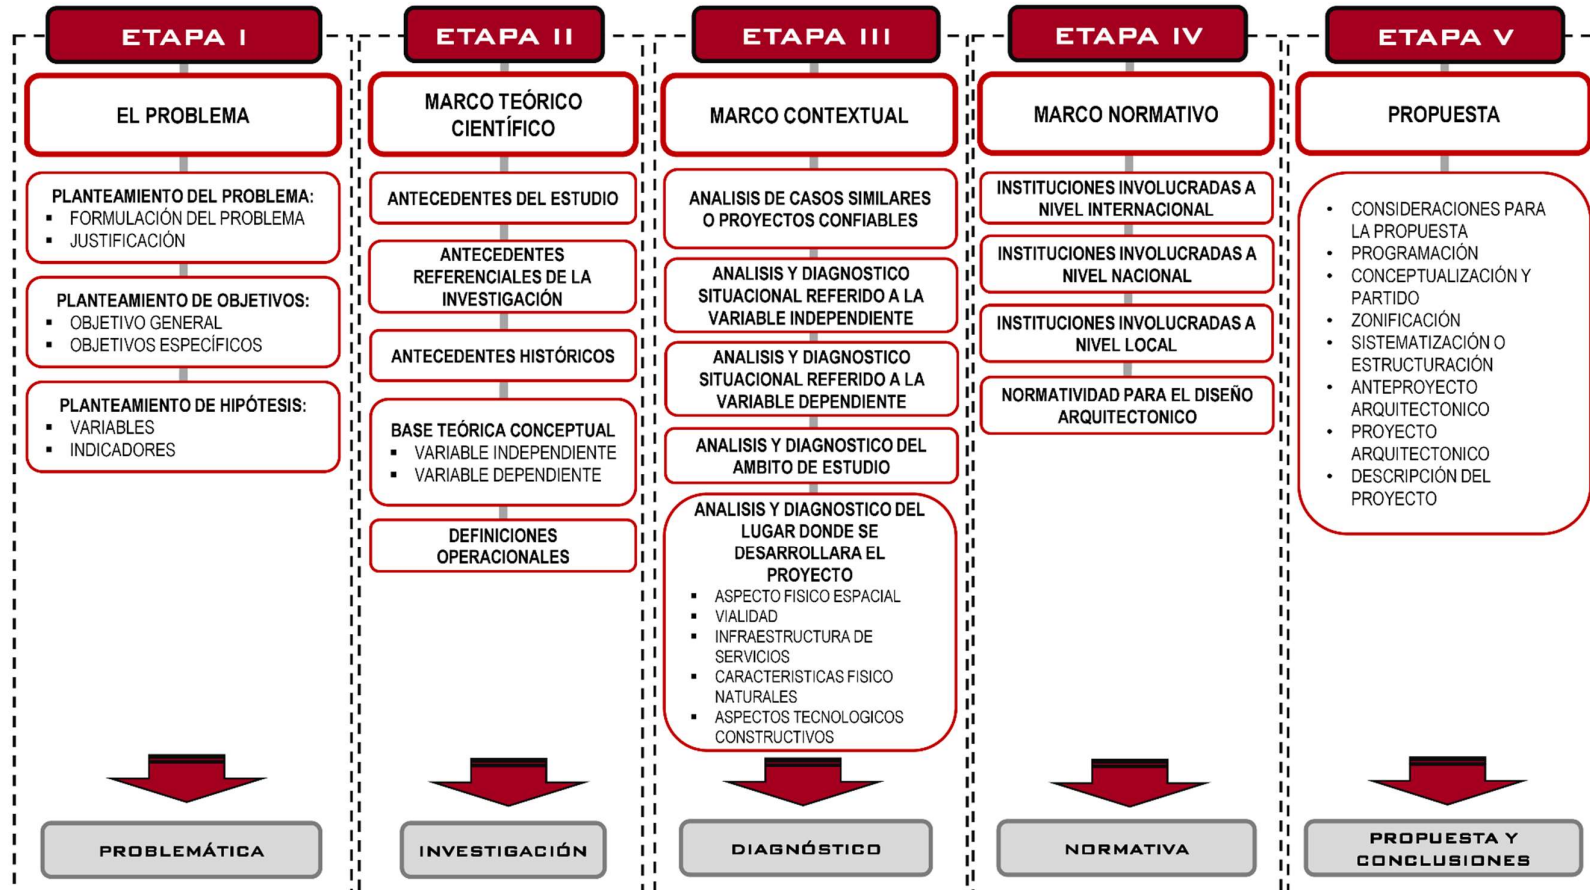 ETAPA I
EL PROBLEMA
PLANTEAMIENTO DEL PROBLEMA:
▪ FORMULACIÓN DEL PROBLEMA
▪ JUSTIFICACIÓN
PLANTEAMIENTO DE OBJETIVOS:
▪ OBJETIVO GENERAL
▪ OBJETIVOS ESPECÍFICOS
PLANTEAMIENTO DE HIPÓTESIS:
▪ VARIABLES
▪ INDICADORES
PROBLEMÁTICA
ETAPA II
MARCO TEÓRICO
CIENTÍFICO
ANTECEDENTES DEL ESTUDIO
ANTECEDENTES
REFERENCIALES DE LA
INVESTIGACIÓN
ANTECEDENTES HISTÓRICOS
BASE TEÓRICA CONCEPTUAL
▪ VARIABLE INDEPENDIENTE
▪ VARIABLE DEPENDIENTE
DEFINICIONES
OPERACIONALES
INVESTIGACIÓN
ETAPA III
MARCO CONTEXTUAL
ANALISIS DE CASOS SIMILARES
O PROYECTOS CONFIABLES
ANALISIS Y DIAGNOSTICO
SITUACIONAL REFERIDO A LA
VARIABLE INDEPENDIENTE
ANALISIS Y DIAGNOSTICO
SITUACIONAL REFERIDO A LA
VARIABLE DEPENDIENTE
ANALISIS Y DIAGNOSTICO DEL
AMBITO DE ESTUDIO
ANALISIS Y DIAGNOSTICO DEL
LUGAR DONDE SE
DESARROLLARA EL
PROYECTO
▪ ASPECTO FISICO ESPACIAL
▪ VIALIDAD
▪ INFRAESTRUCTURA DE
SERVICIOS
▪ CARACTERISTICAS FISICO
NATURALES
▪ ASPECTOS TECNOLOGICOS
CONSTRUCTIVOS
DIAGNÓSTICO
ETAPA IV
MARCO NORMATIVO
INSTITUCIONES INVOLUCRADAS A
NIVEL INTERNACIONAL
INSTITUCIONES INVOLUCRADAS A
NIVEL NACIONAL
INSTITUCIONES INVOLUCRADAS A
NIVEL LOCAL
NORMATIVIDAD PARA EL DISEÑO
ARQUITECTONICO
NORMATIVA
ETAPA V
PROPUESTA
• CONSIDERACIONES PARA
LA PROPUESTA
• PROGRAMACIÓN
• CONCEPTUALIZACIÓN Y
PARTIDO
• ZONIFICACIÓN
• SISTEMATIZACIÓN O
ESTRUCTURACIÓN
• ANTEPROYECTO
ARQUITECTONICO
• PROYECTO
ARQUITECTONICO
• DESCRIPCIÓN DEL
PROYECTO
PROPUESTA Y
CONCLUSIONES